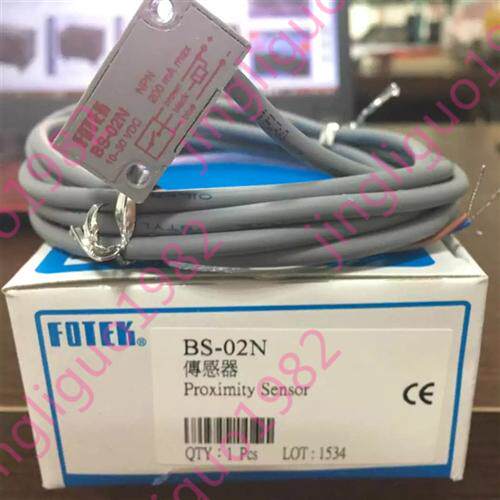 FOTEK
BS-02N
10-30 VDC
NPN
200 mA max
FOTEK®
BS-02N
傳感器
Proximity Sensor
QTY : 1 Pcs LOT : 1534
CE
jingliguo1982